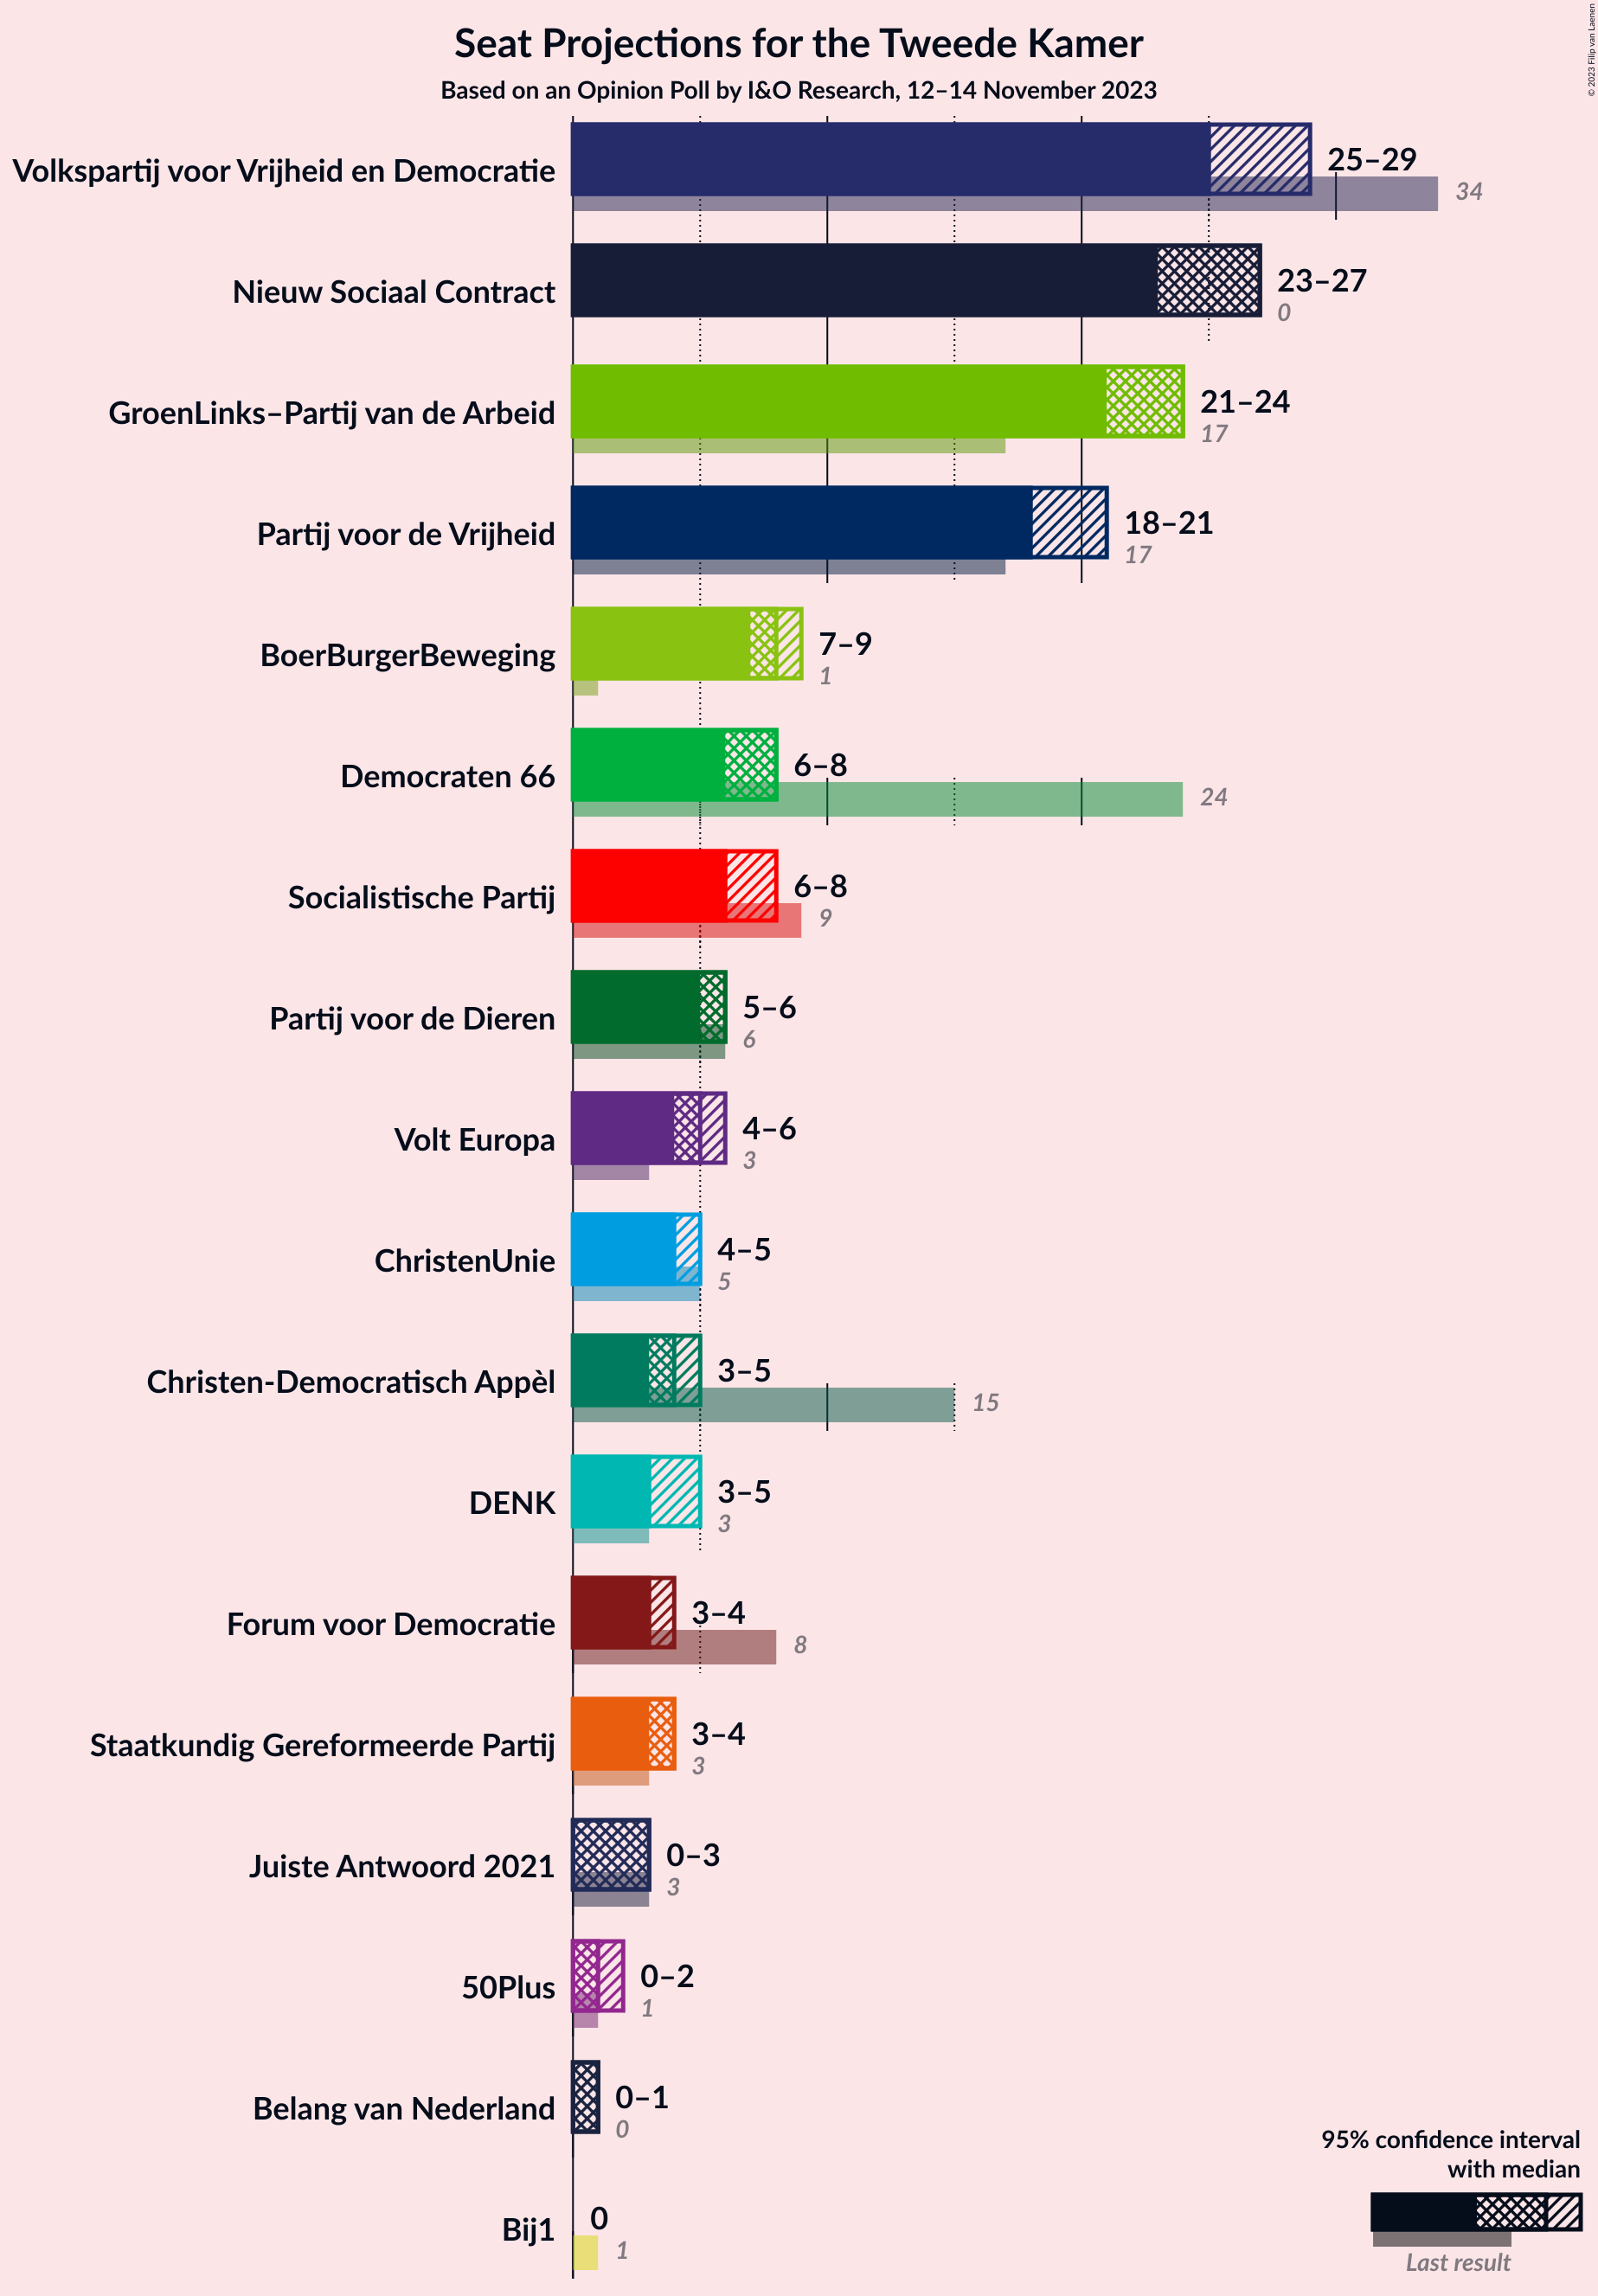 Seat Projections for the Tweede Kamer
Based on an Opinion Poll by I&O Research, 12–14 November 2023
© 2023 Filip van Laenen
Volkspartij voor Vrijheid en Democratie
25–29
34
Nieuw Sociaal Contract
23–27
0
GroenLinks–Partij van de Arbeid
21–24
17
Partij voor de Vrijheid
18–21
17
BoerBurgerBeweging
7–9
1
Democraten 66
6–8
24
Socialistische Partij
6–8
9
Partij voor de Dieren
5–6
6
Volt Europa
4–6
3
ChristenUnie
4–5
5
Christen-Democratisch Appèl
3–5
15
DENK
3–5
3
Forum voor Democratie
3–4
8
Staatkundig Gereformeerde Partij
3–4
3
Juiste Antwoord 2021
0–3
3
50Plus
0–2
1
Belang van Nederland
0–1
0
Bij1
0
1
95% confidence interval
with median
Last result